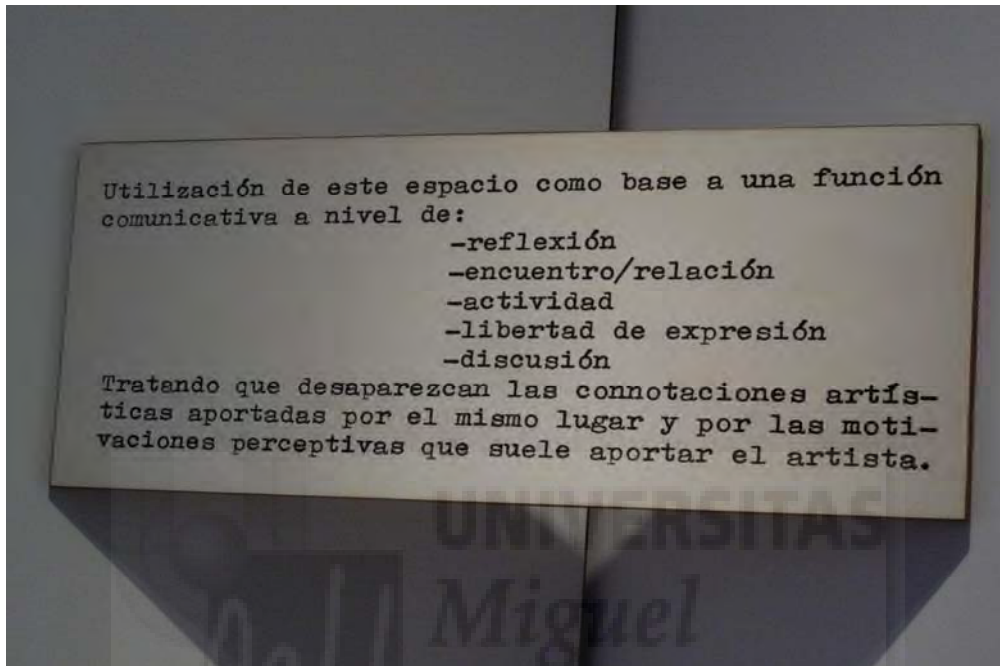 Utilización de este espacio como base a una función
comunicativa a nivel de:
-reflexión
-encuentro/relación
-actividad
-libertad de expresión
-discusión
Tratando que desaparezcan las connotaciones artís-
ticas aportadas por el mismo lugar y por las moti-
vaciones perceptivas que suele aportar el artista.
UNIVERSITAS
Miguel